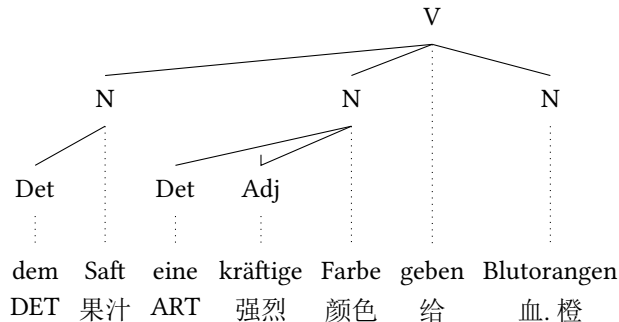 V
N N N
Det Det Adj
dem Saft eine kräftige Farbe geben Blutorangen
DET 果汁 ART 强烈 颜色 给 血. 橙